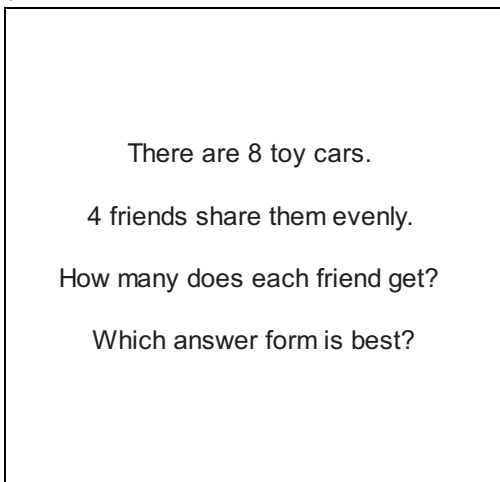 There are 8 toy cars.
4 friends share them evenly.
How many does each friend get?
Which answer form is best?